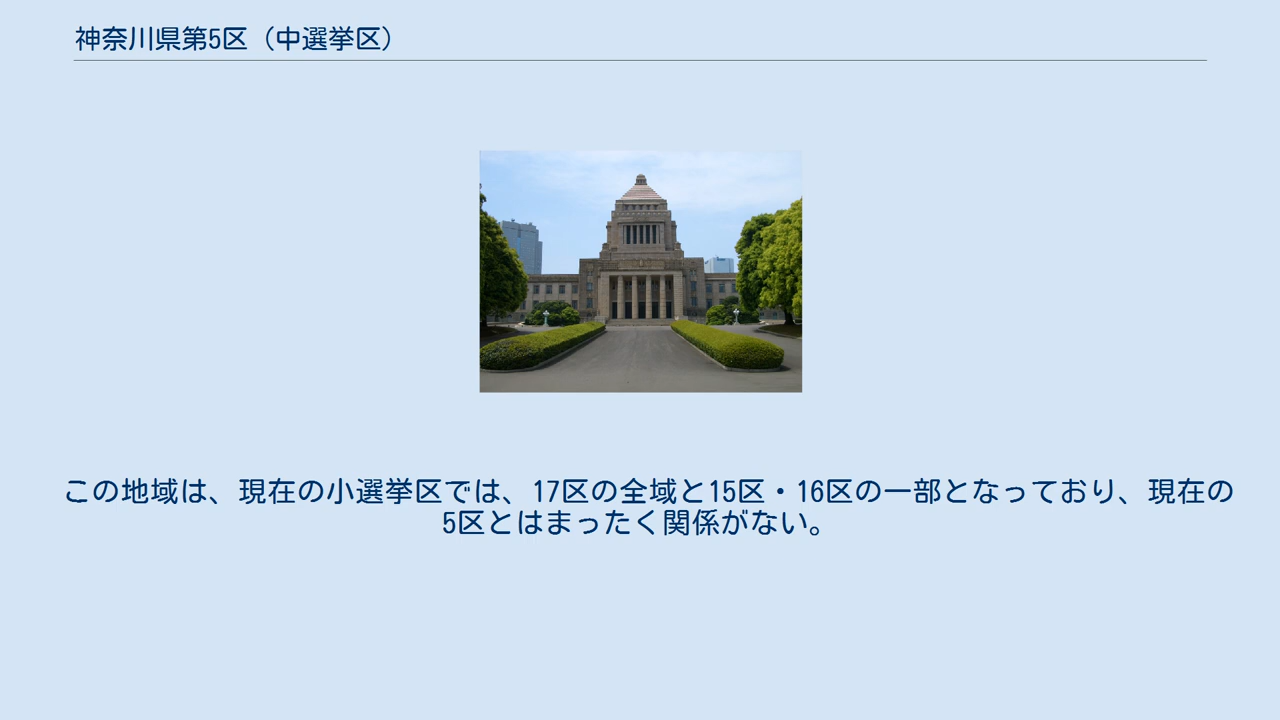 神奈川県第5区（中選挙区）
この地域は、現在の小選挙区では、17区の全域と15区・16区の一部となっており、現在の
5区とはまったく関係がない。